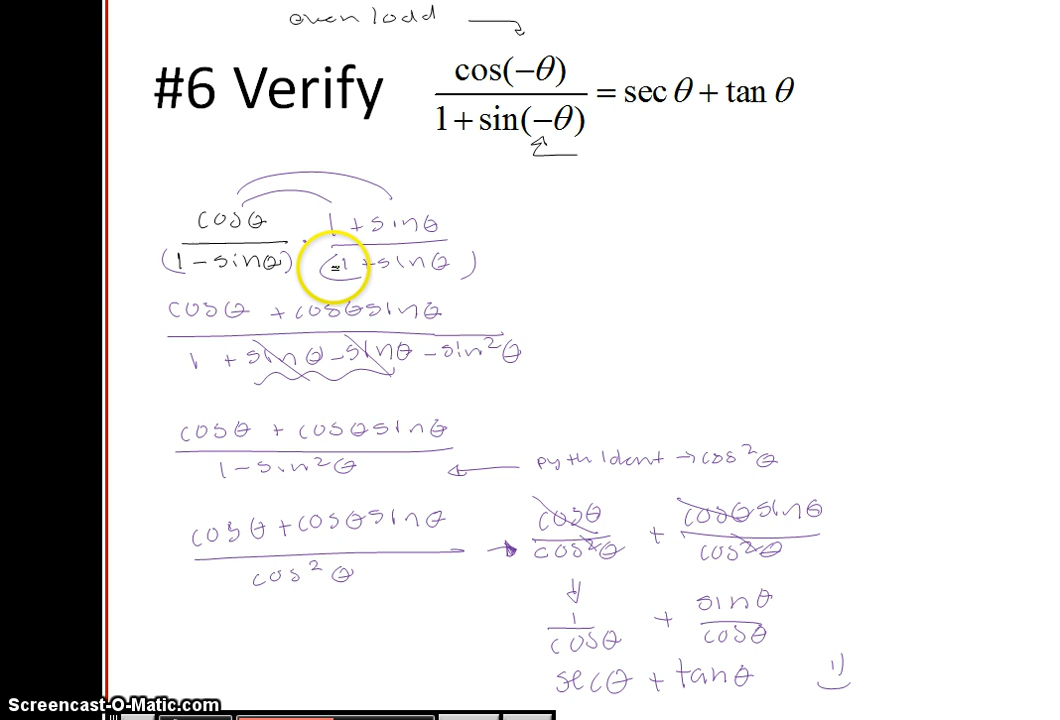 even / odd
#6 Verify cos(−θ) / 1 + sin(−θ) = sec θ + tan θ
cosθ / (1 − sinθ) · 1 + sinθ / (1 + sinθ)
cosθ + cosθsinθ / 1 + sinθ − sinθ − sin²θ
cosθ + cosθsinθ / 1 − sin²θ ← pyth Ident → cos²θ
cosθ + cosθsinθ / cos²θ → cosθ / cos²θ + cosθsinθ / cos²θ
1 / cosθ + sinθ / cosθ
secθ + tanθ :)
Screencast-O-Matic.com